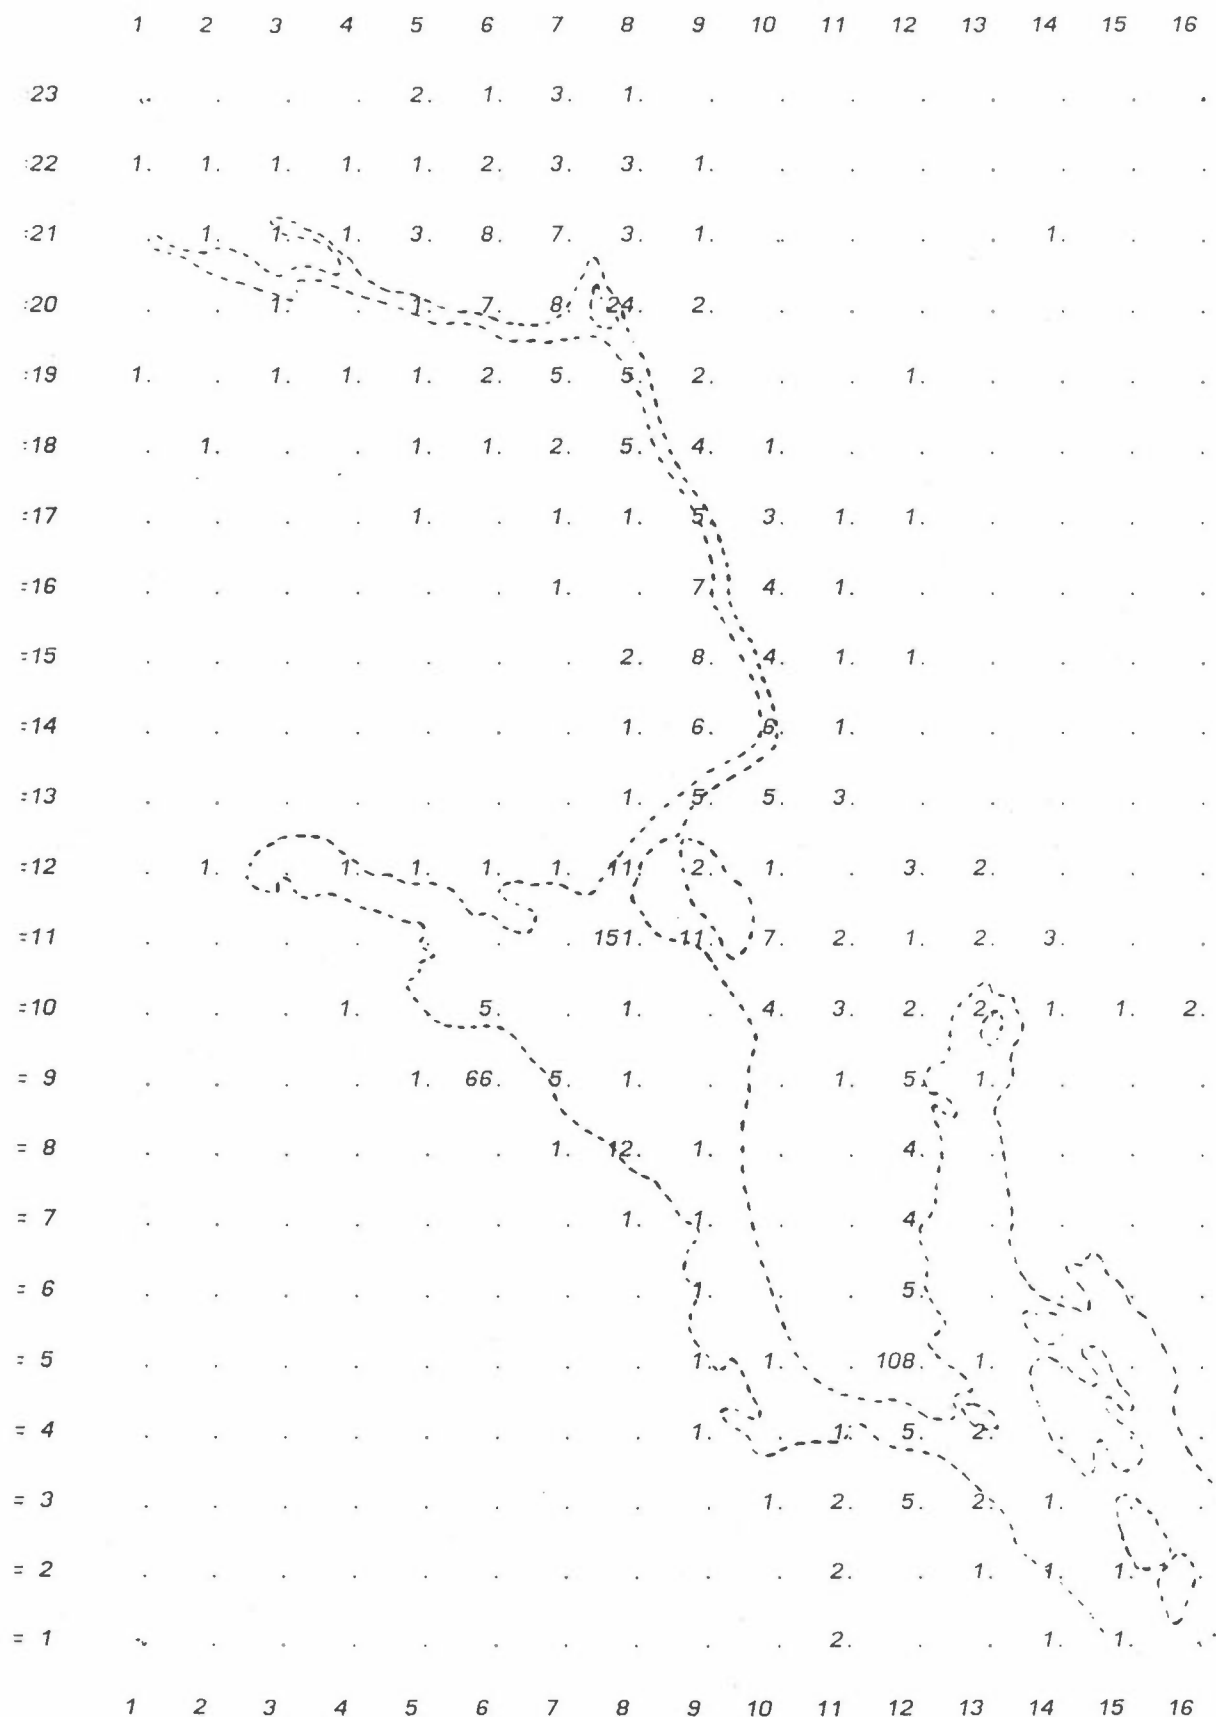 1 2 3 4 5 6 7 8 9 10 11 12 13 14 15 16
:23 . . . . 2. 1. 3. 1. . . . . . . . .
:22 1. 1. 1. 1. 1. 2. 3. 3. 1. . . . . . . .
:21 . 1. 1. 1. 3. 8. 7. 3. 1. . . . . 1. . .
:20 . . 1. . 1. 7. 8. 24. 2. . . . . . . .
:19 1. . 1. 1. 1. 2. 5. 5. 2. . . 1. . . . .
:18 . 1. . . 1. 1. 2. 5. 4. 1. . . . . . .
=17 . . . . 1. . 1. 1. 5. 3. 1. 1. . . . .
=16 . . . . . . 1. . 7. 4. 1. . . . . .
=15 . . . . . . . 2. 8. 4. 1. 1. . . . .
=14 . . . . . . . 1. 6. 6. 1. . . . . .
=13 . . . . . . . 1. 5. 5. 3. . . . . .
=12 . 1. . 1. 1. 1. 1. 11. 2. 1. . 3. 2. . . .
=11 . . . . . . . 151. 11. 7. 2. 1. 2. 3. . .
=10 . . . 1. . 5. . 1. . 4. 3. 2. 2. 1. 1. 2.
= 9 . . . . 1. 66. 5. 1. . . 1. 5. 1. . . .
= 8 . . . . . . 1. 12. 1. . . 4. . . . .
= 7 . . . . . . . 1. 1. . . 4. . . . .
= 6 . . . . . . . . 1. . . 5. . . . .
= 5 . . . . . . . . 1. 1. . 108. 1. . . .
= 4 . . . . . . . . 1. . 1. 5. 2. . . .
= 3 . . . . . . . . . 1. 2. 5. 2. 1. . .
= 2 . . . . . . . . . . 2. . 1. 1. 1. .
= 1 . . . . . . . . . . 2. . . 1. 1. .
1 2 3 4 5 6 7 8 9 10 11 12 13 14 15 16